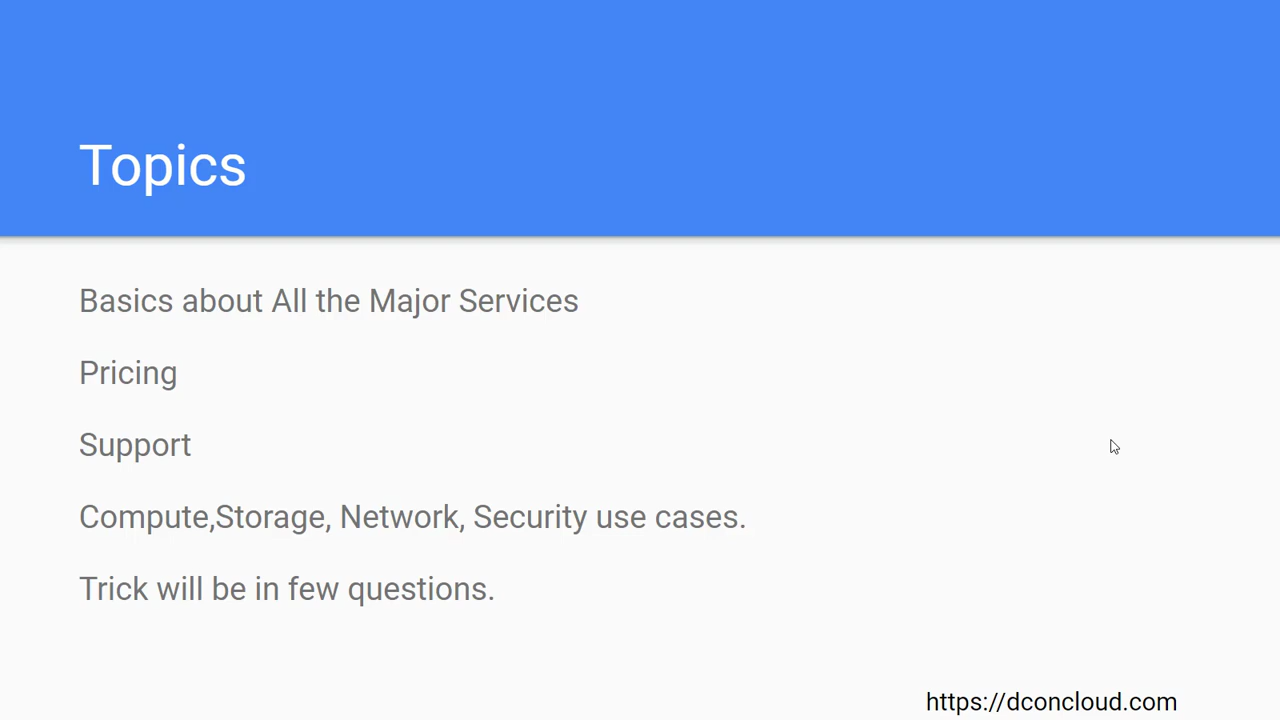 Topics
Basics about All the Major Services
Pricing
Support
Compute,Storage, Network, Security use cases.
Trick will be in few questions.
https://dconcloud.com